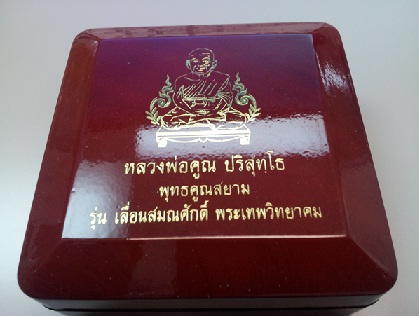 หลวงพ่อคูณ ปริสุทโธ
พุทธคูณสยาม
รุ่น เลื่อนสมณศักดิ์ พระเทพวิทยาคม